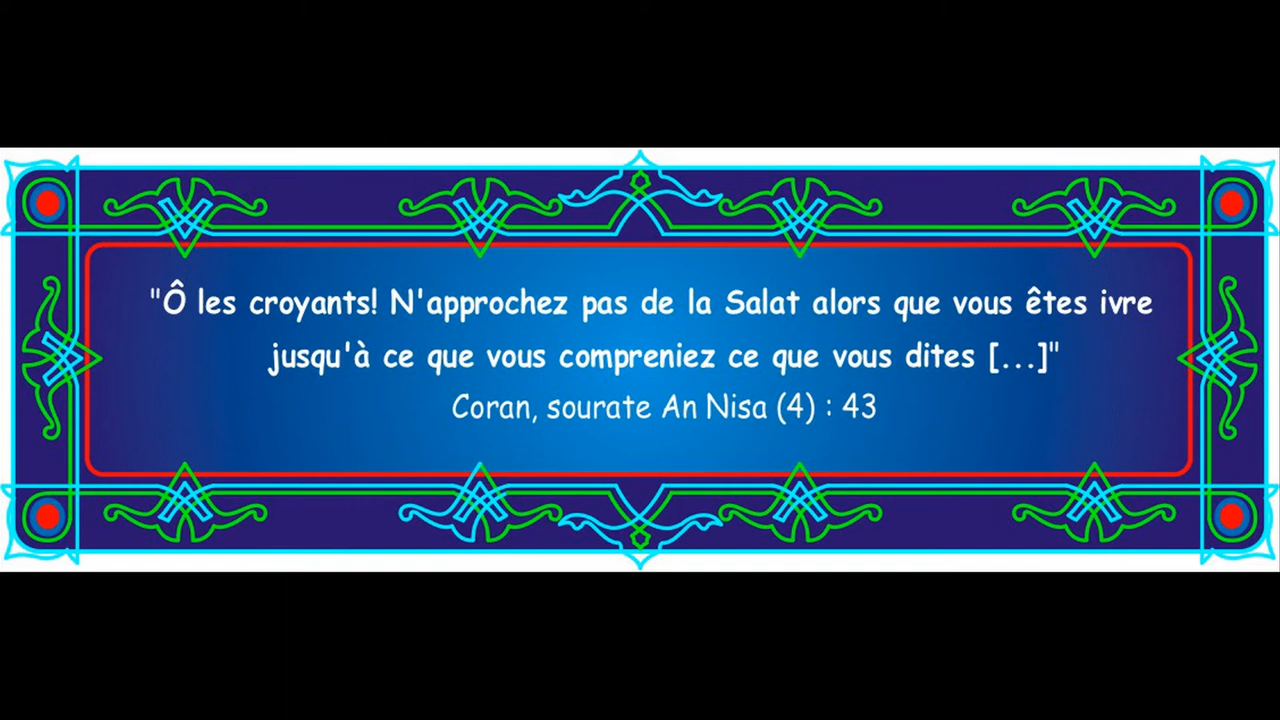 "Ô les croyants! N'approchez pas de la Salat alors que vous êtes ivre
jusqu'à ce que vous compreniez ce que vous dites [...]"
Coran, sourate An Nisa (4) : 43